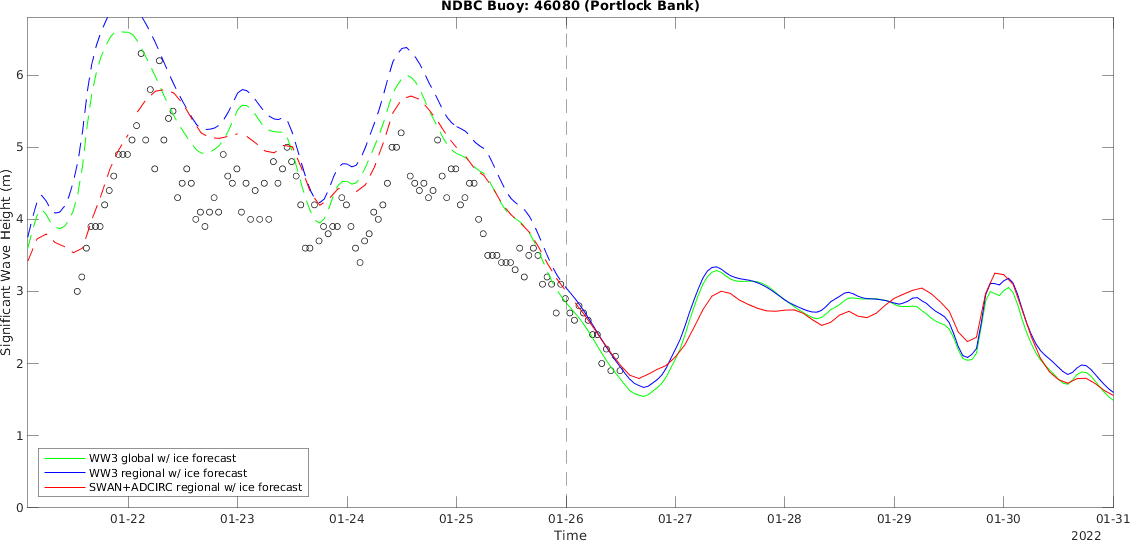 NDBC Buoy: 46080 (Portlock Bank)
Significant Wave Height (m)
6
5
4
3
2
1
0
WW3 global w/ ice forecast
WW3 regional w/ ice forecast
SWAN+ADCIRC regional w/ ice forecast
01-22 01-23 01-24 01-25 01-26 01-27 01-28 01-29 01-30 01-31
Time
2022